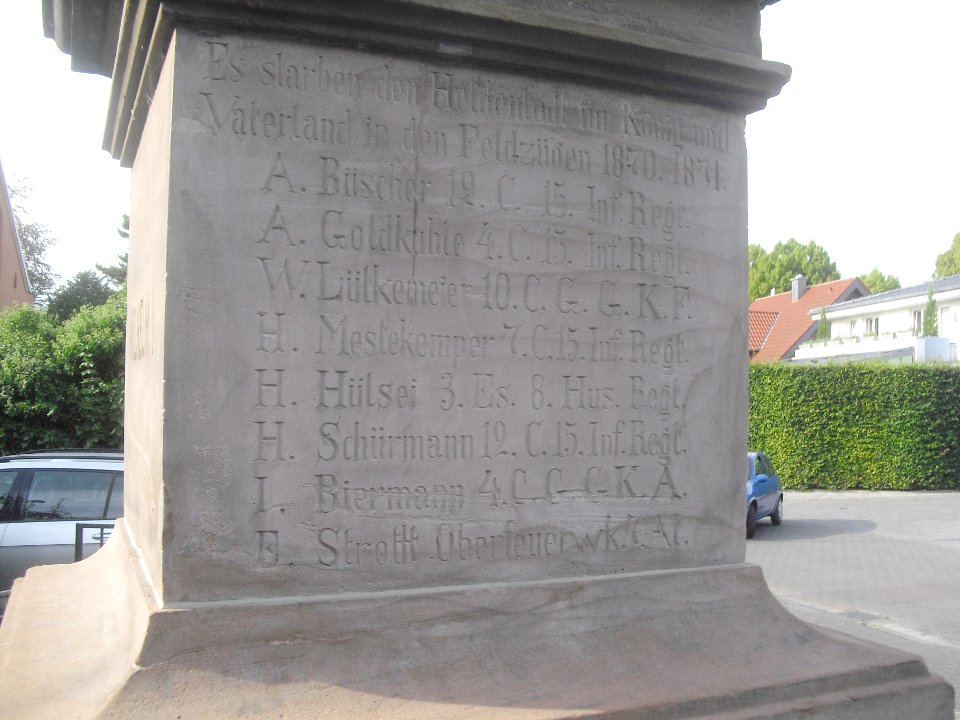 Es starben den Heldentod für König und
Vaterland in den Feldzügen 1870. 1871.
A. Büscher 12. C. 15. Inf. Regt.
A. Goldkuhle 4. C. 15. Inf. Regt.
W. Lülkemeier 10. C. G. G. K. F.
H. Mestekemper 7. C. 15. Inf. Regt.
H. Hülsei 3. Es. 8. Hus. Regt.
H. Schürmann 12. C. 15. Inf. Regt.
L. Biermann 4. C. C. G. K. A.
E. Strott Oberfeuerwk.